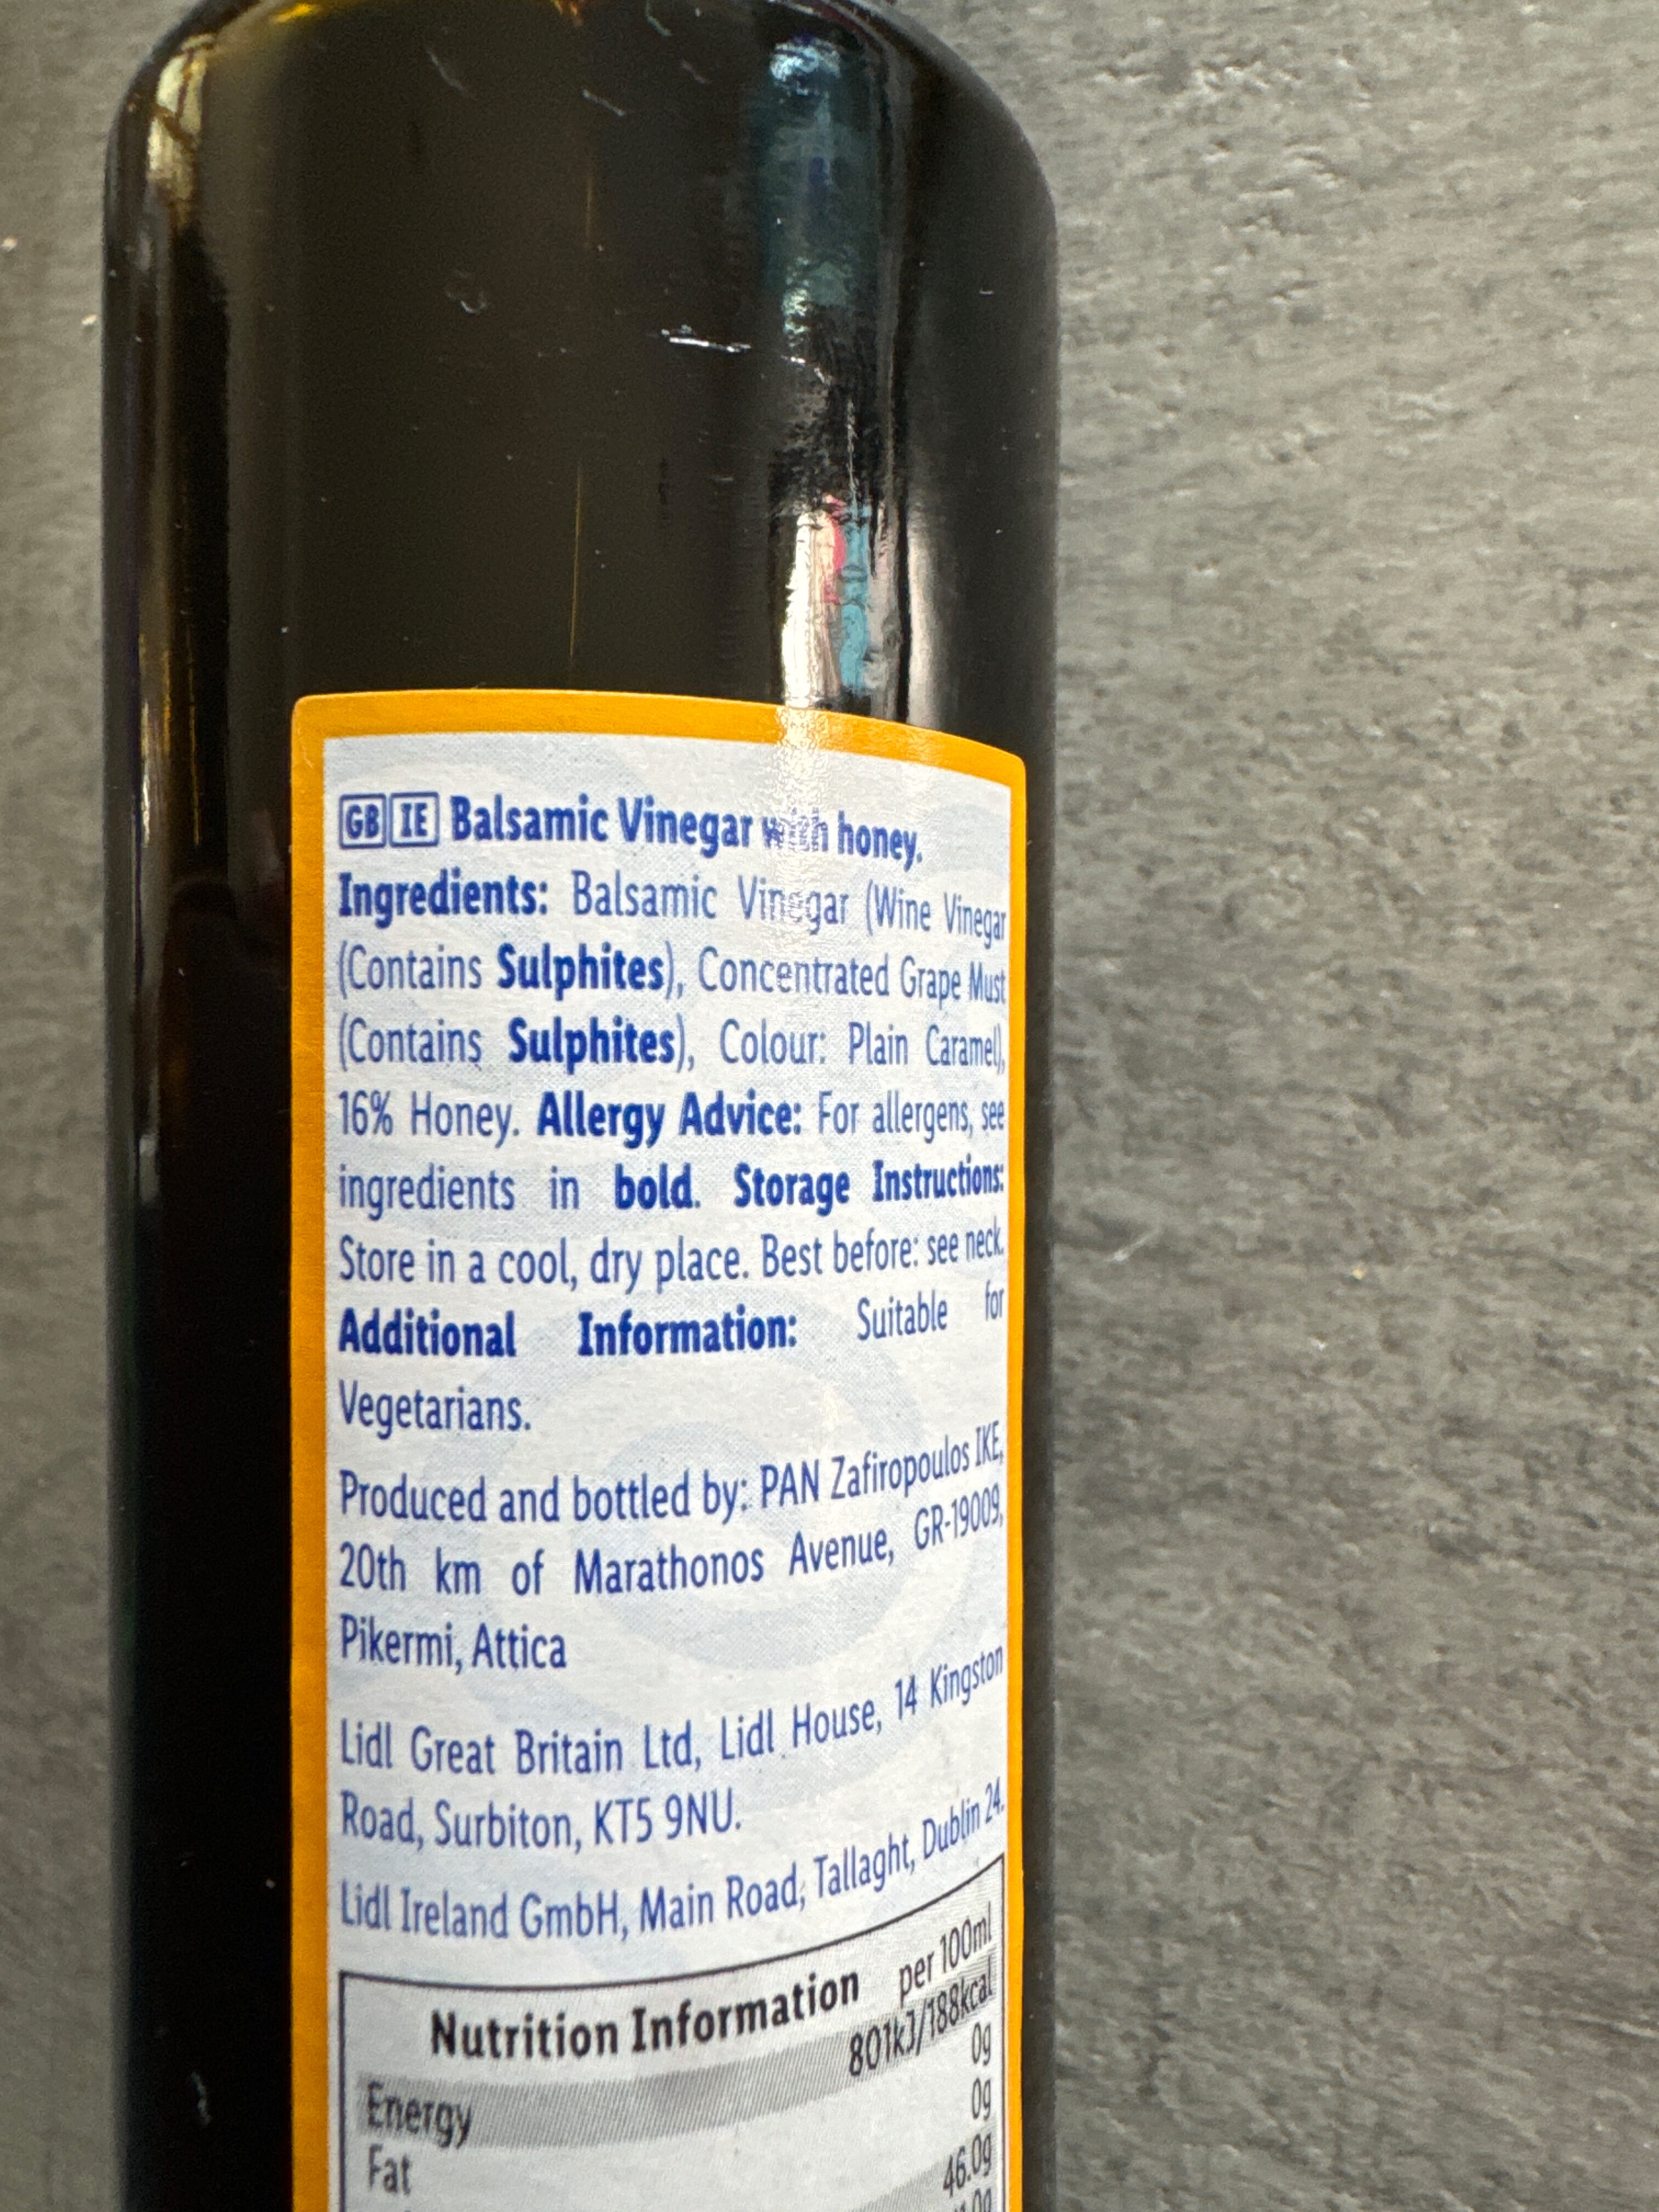 GB IE Balsamic Vinegar with honey.
Ingredients: Balsamic Vinegar (Wine Vinegar
(Contains Sulphites), Concentrated Grape Must
(Contains Sulphites), Colour: Plain Caramel),
16% Honey. Allergy Advice: For allergens, see
ingredients in bold. Storage Instructions:
Store in a cool, dry place. Best before: see neck.
Additional Information: Suitable for
Vegetarians.
Produced and bottled by: PAN Zafiropoulos IKE,
20th km of Marathonos Avenue, GR-19009,
Pikermi, Attica
Lidl Great Britain Ltd, Lidl House, 14 Kingston
Road, Surbiton, KT5 9NU.
Lidl Ireland GmbH, Main Road, Tallaght, Dublin 24.
Nutrition Information per 100ml
Energy 801kJ/188kcal
Fat 0g
0g
46.0g